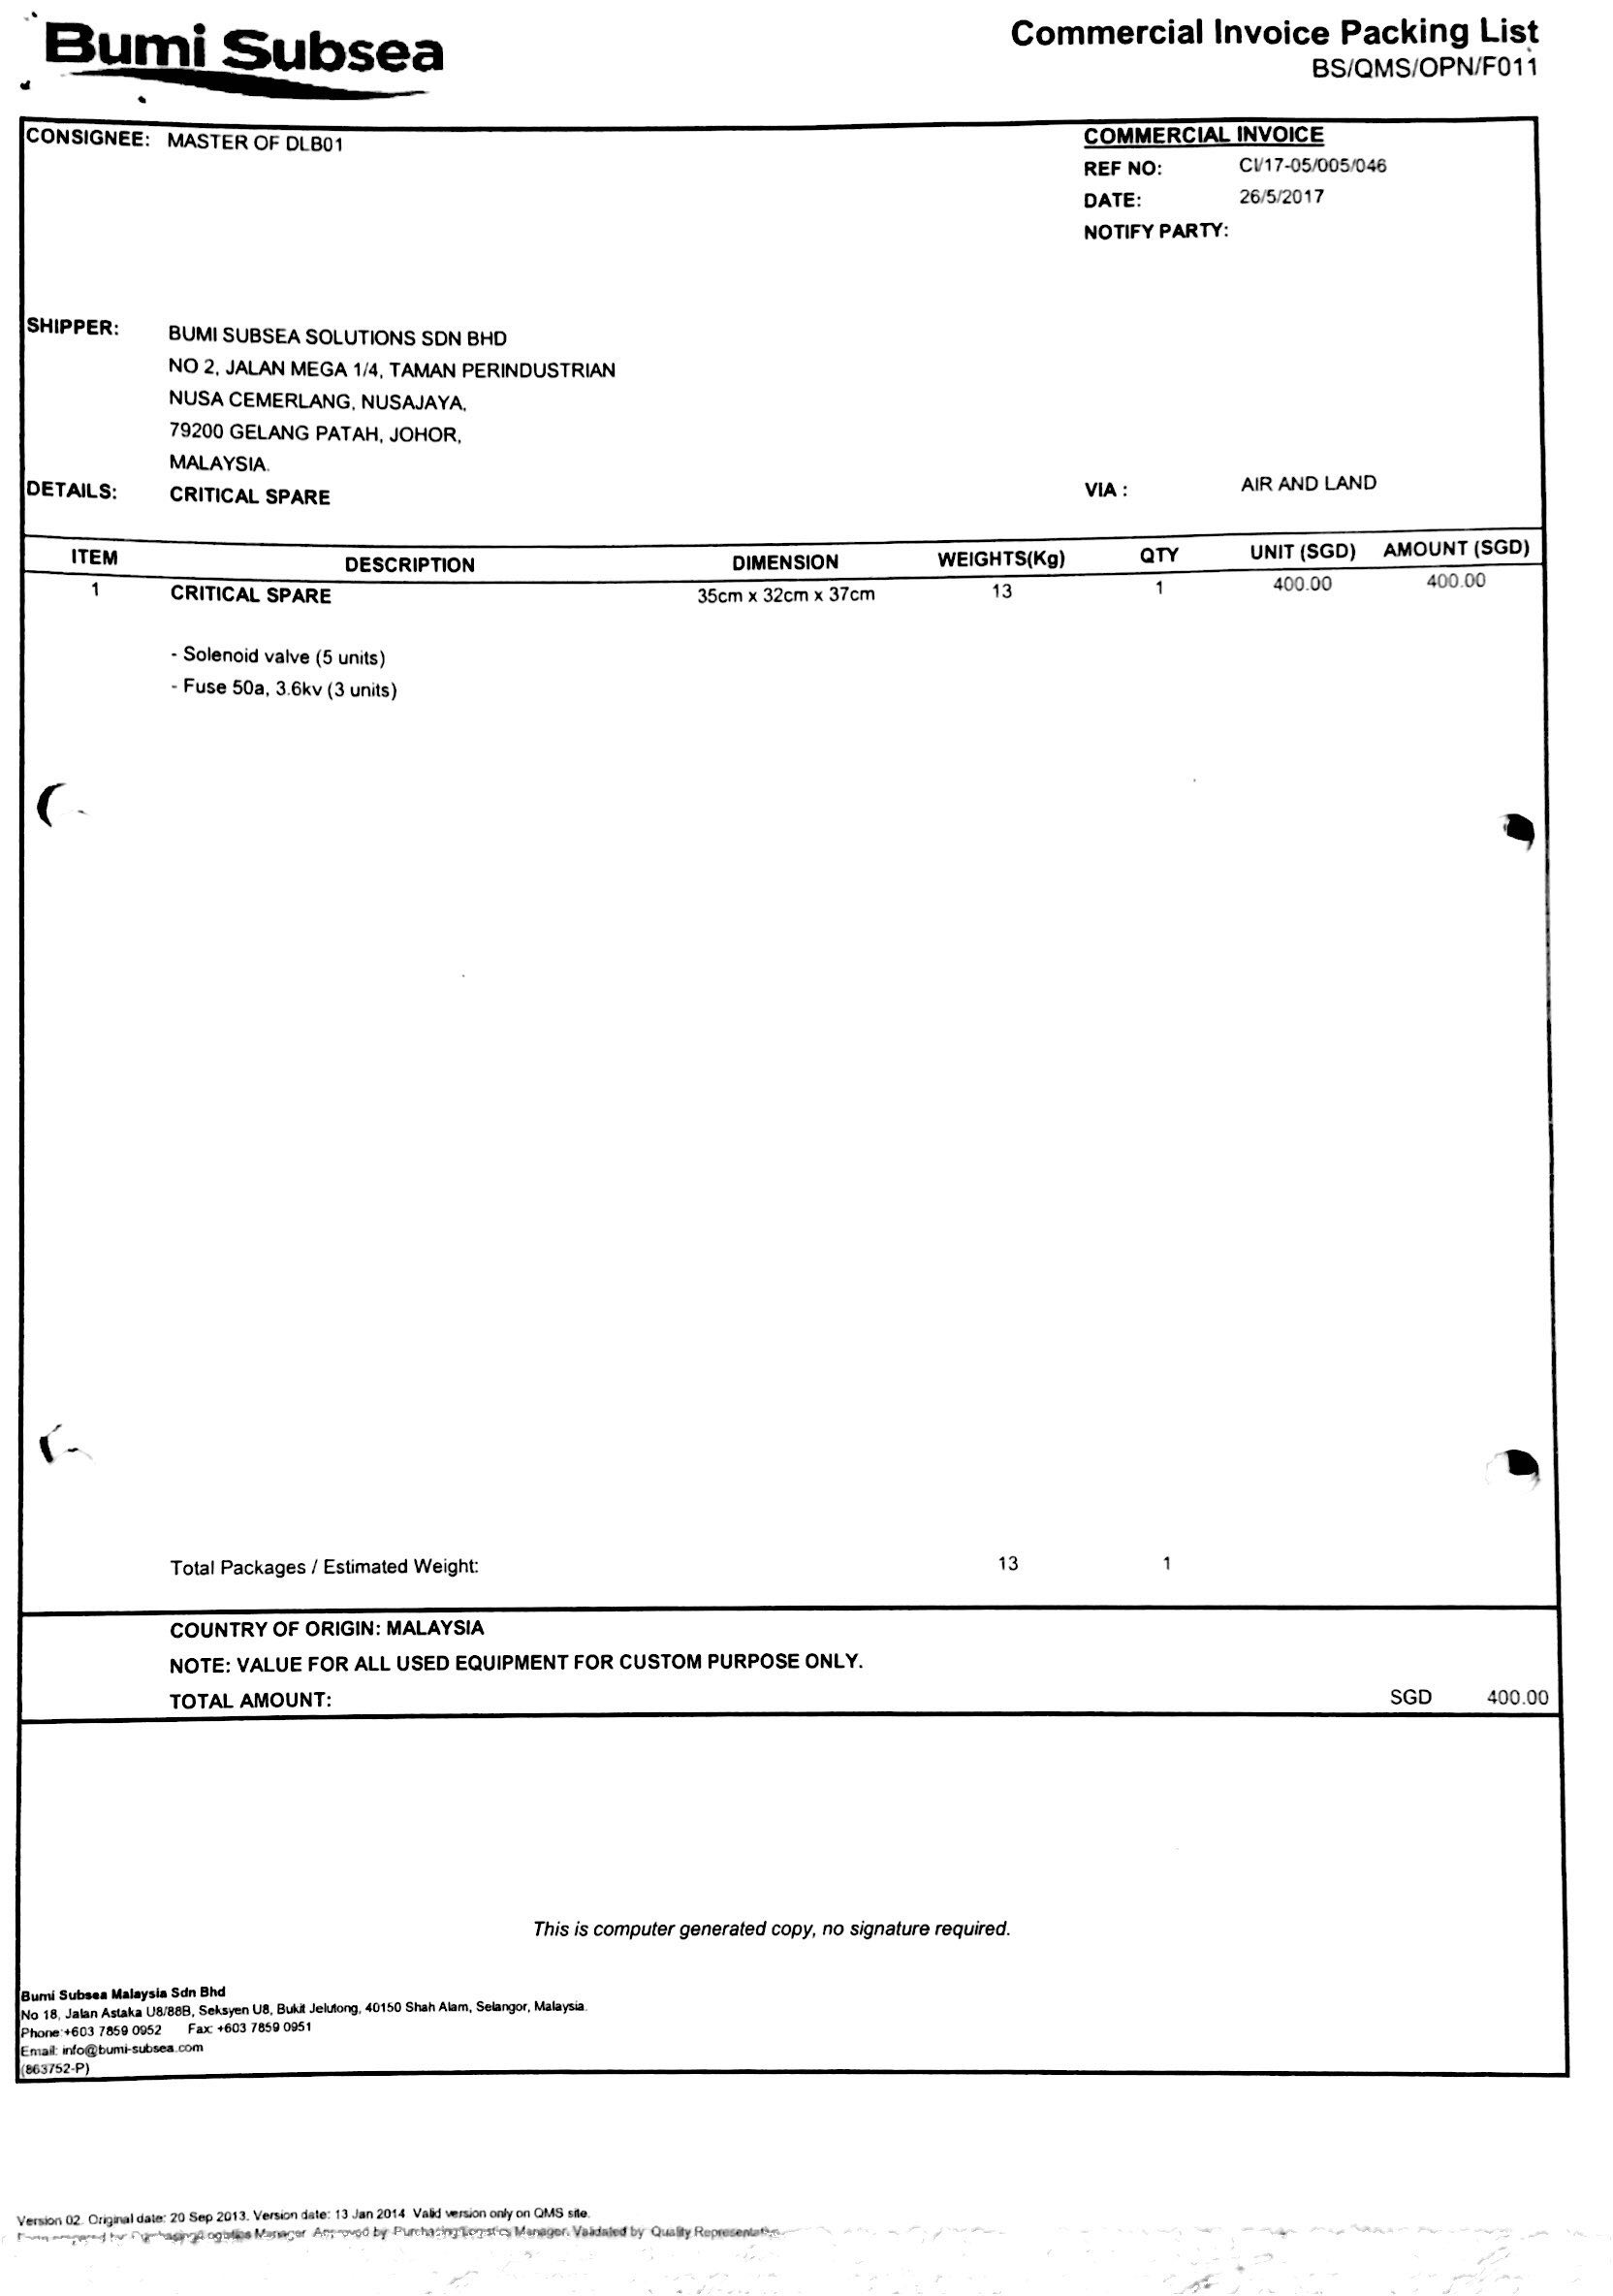 Bumi Subsea
Commercial Invoice Packing List
BS/QMS/OPN/F011
CONSIGNEE: MASTER OF DLB01
COMMERCIAL INVOICE
REF NO: CI/17-05/005/046
DATE: 26/5/2017
NOTIFY PARTY:
SHIPPER: BUMI SUBSEA SOLUTIONS SDN BHD
NO 2, JALAN MEGA 1/4, TAMAN PERINDUSTRIAN
NUSA CEMERLANG, NUSAJAYA,
79200 GELANG PATAH, JOHOR,
MALAYSIA.
DETAILS: CRITICAL SPARE VIA : AIR AND LAND
ITEM DESCRIPTION DIMENSION WEIGHTS(Kg) QTY UNIT (SGD) AMOUNT (SGD)
1 CRITICAL SPARE 35cm x 32cm x 37cm 13 1 400.00 400.00
- Solenoid valve (5 units)
- Fuse 50a, 3.6kv (3 units)
Total Packages / Estimated Weight: 13 1
COUNTRY OF ORIGIN: MALAYSIA
NOTE: VALUE FOR ALL USED EQUIPMENT FOR CUSTOM PURPOSE ONLY.
TOTAL AMOUNT: SGD 400.00
This is computer generated copy, no signature required.
Bumi Subsea Malaysia Sdn Bhd
No 18, Jalan Astaka U8/88B, Seksyen U8, Bukit Jelutong, 40150 Shah Alam, Selangor, Malaysia.
Phone:+603 7859 0952 Fax: +603 7859 0951
Email: info@bumi-subsea.com
(863752-P)
Version 02. Original date: 20 Sep 2013. Version date: 13 Jan 2014 Valid version only on QMS site.
Manager. Approved by Purchasing/Logistics Manager. Validated by Quality Representative.